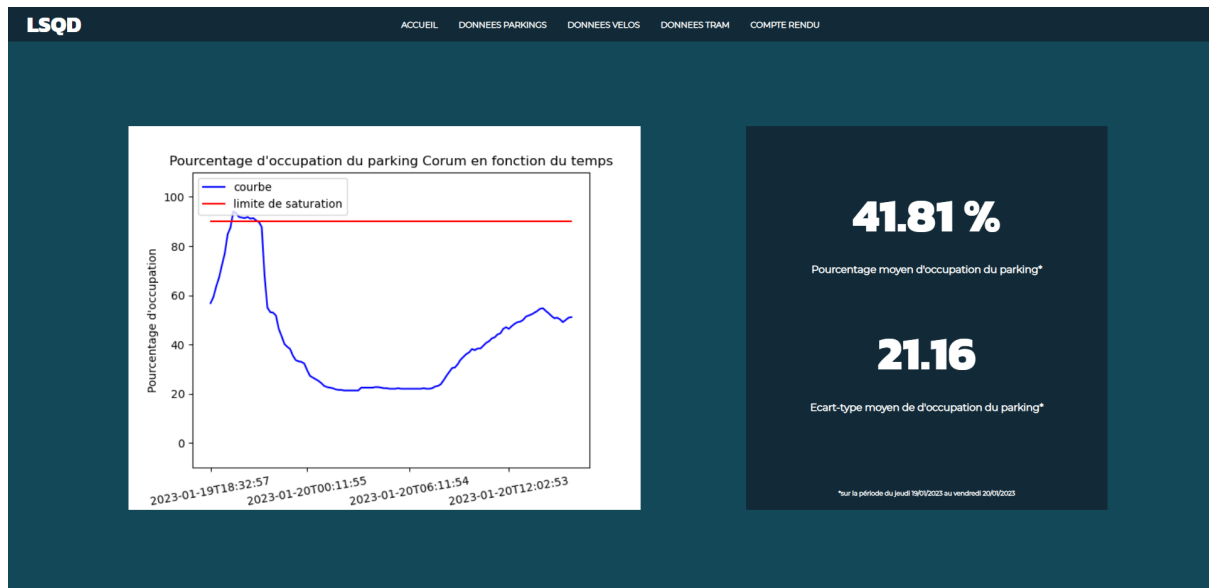 LSQD
ACCUEIL DONNEES PARKINGS DONNEES VELOS DONNEES TRAM COMPTE RENDU
Pourcentage d'occupation du parking Corum en fonction du temps
courbe
limite de saturation
Pourcentage d'occupation
100
80
60
40
20
0
2023-01-19T18:32:57
2023-01-20T00:11:55
2023-01-20T06:11:54
2023-01-20T12:02:53
41.81 %
Pourcentage moyen d'occupation du parking*
21.16
Ecart-type moyen de d'occupation du parking*
*sur la période du jeudi 19/01/2023 au vendredi 20/01/2023